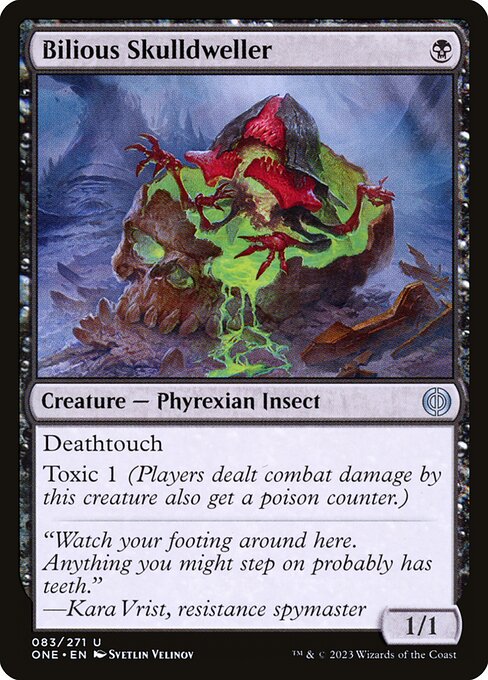 Bilious Skulldweller
Creature — Phyrexian Insect
Deathtouch
Toxic 1 (Players dealt combat damage by
this creature also get a poison counter.)
“Watch your footing around here.
Anything you might step on probably has
teeth.”
—Kara Vrist, resistance spymaster
1/1
083/271 U
ONE • EN Svetlin Velinov
™ & © 2023 Wizards of the Coast